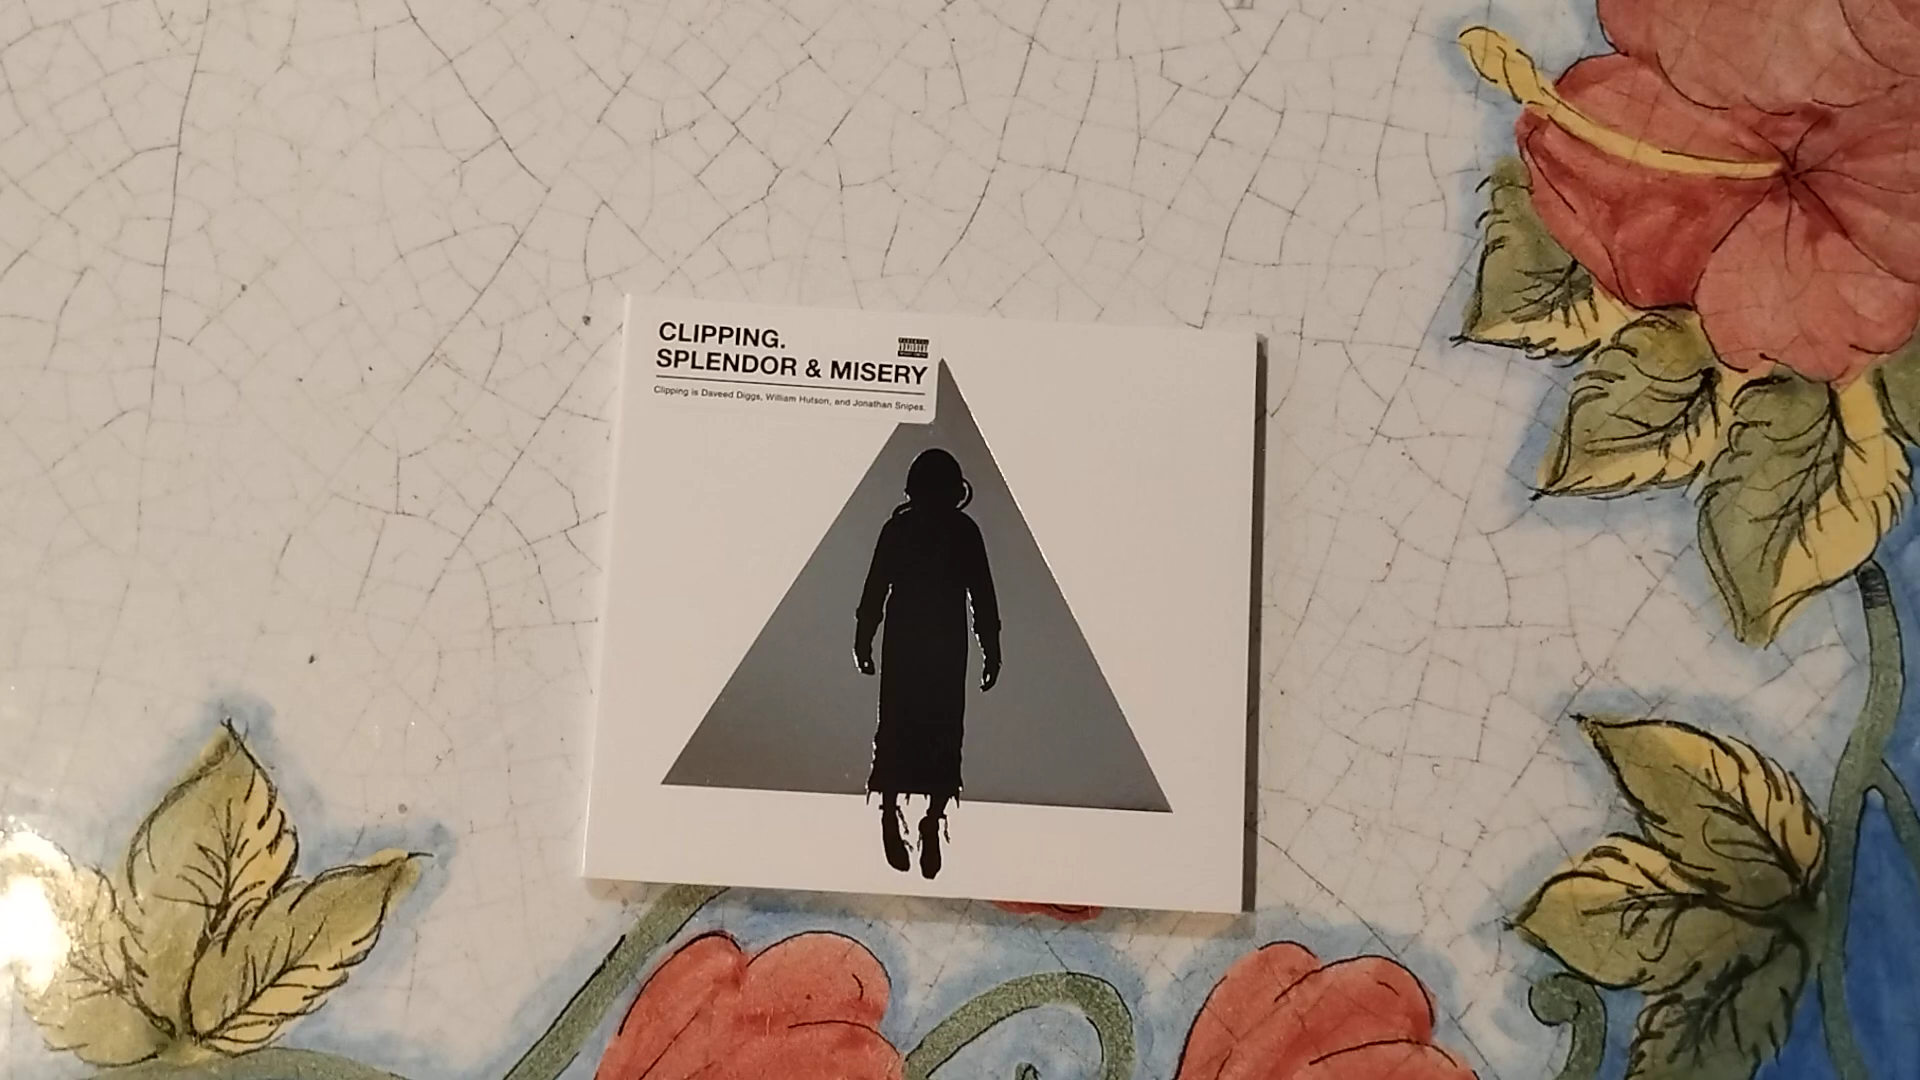 CLIPPING.
SPLENDOR & MISERY
Clipping is Daveed Diggs, William Hutson, and Jonathan Snipes.